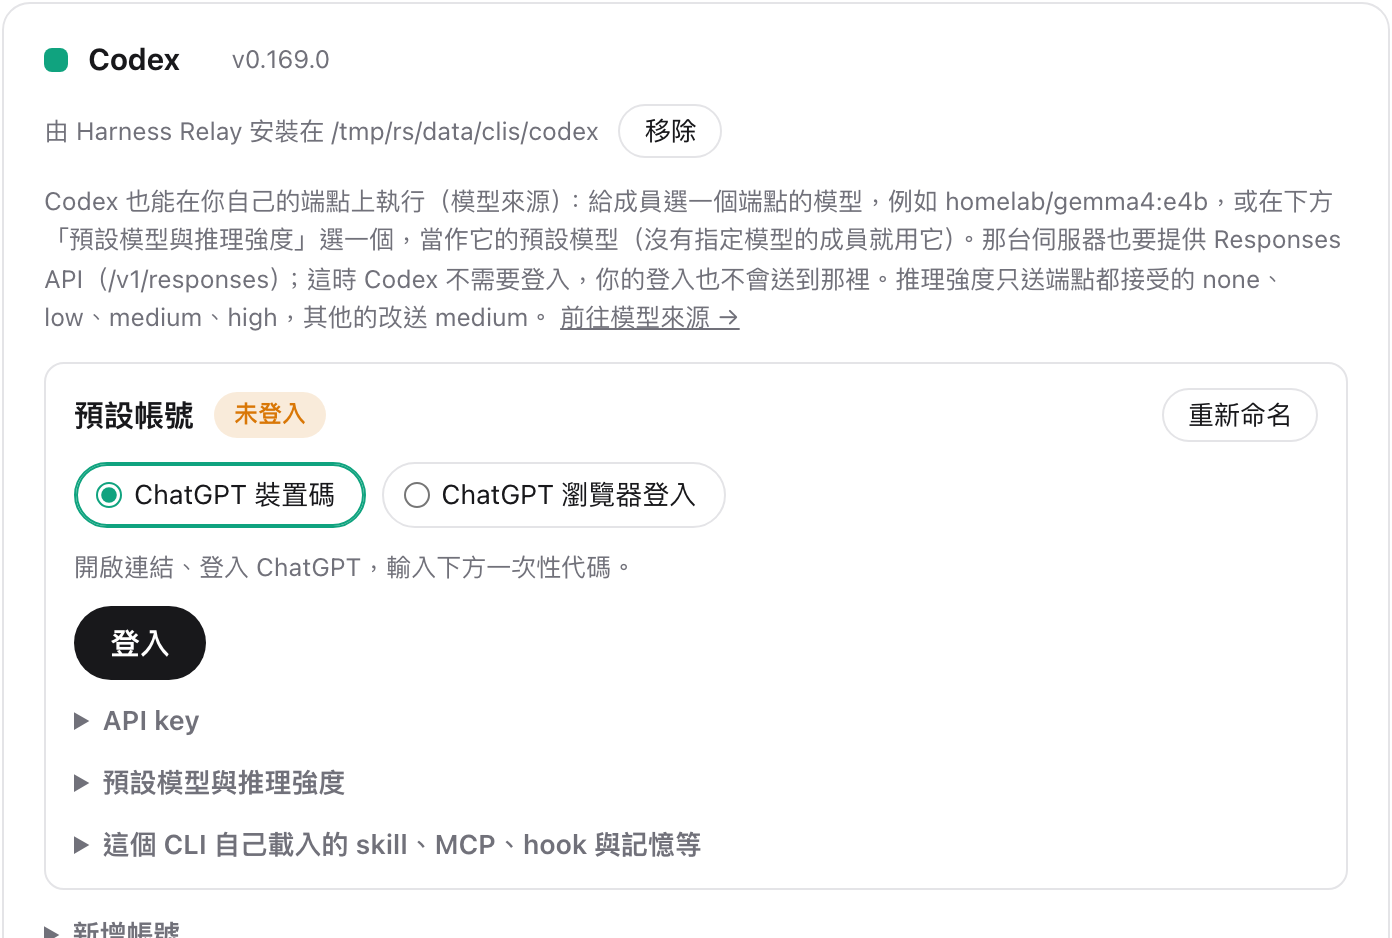 Codex v0.169.0
由 Harness Relay 安裝在 /tmp/rs/data/clis/codex 移除
Codex 也能在你自己的端點上執行（模型來源）：給成員選一個端點的模型，例如 homelab/gemma4:e4b，或在下方
「預設模型與推理強度」選一個，當作它的預設模型（沒有指定模型的成員就用它）。那台伺服器也要提供 Responses
API（/v1/responses）；這時 Codex 不需要登入，你的登入也不會送到那裡。推理強度只送端點都接受的 none、
low、medium、high，其他的改送 medium。 前往模型來源 →
預設帳號 未登入 重新命名
ChatGPT 裝置碼 ChatGPT 瀏覽器登入
開啟連結、登入 ChatGPT，輸入下方一次性代碼。
登入
▶ API key
▶ 預設模型與推理強度
▶ 這個 CLI 自己載入的 skill、MCP、hook 與記憶等
▶ 新增帳號